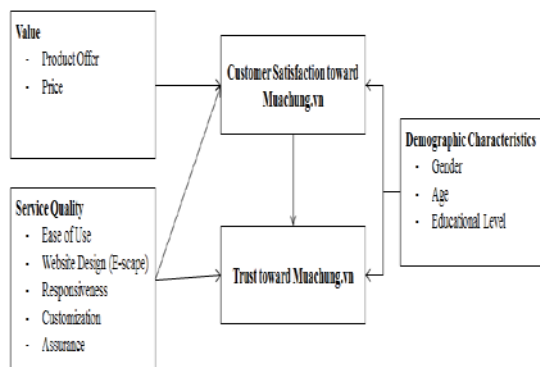 Value
- Product Offer
- Price
Customer Satisfaction toward
Muachung.vn
Demographic Characteristics
- Gender
- Age
- Educational Level
Service Quality
- Ease of Use
- Website Design (E-scape)
- Responsiveness
- Customization
- Assurance
Trust toward Muachung.vn